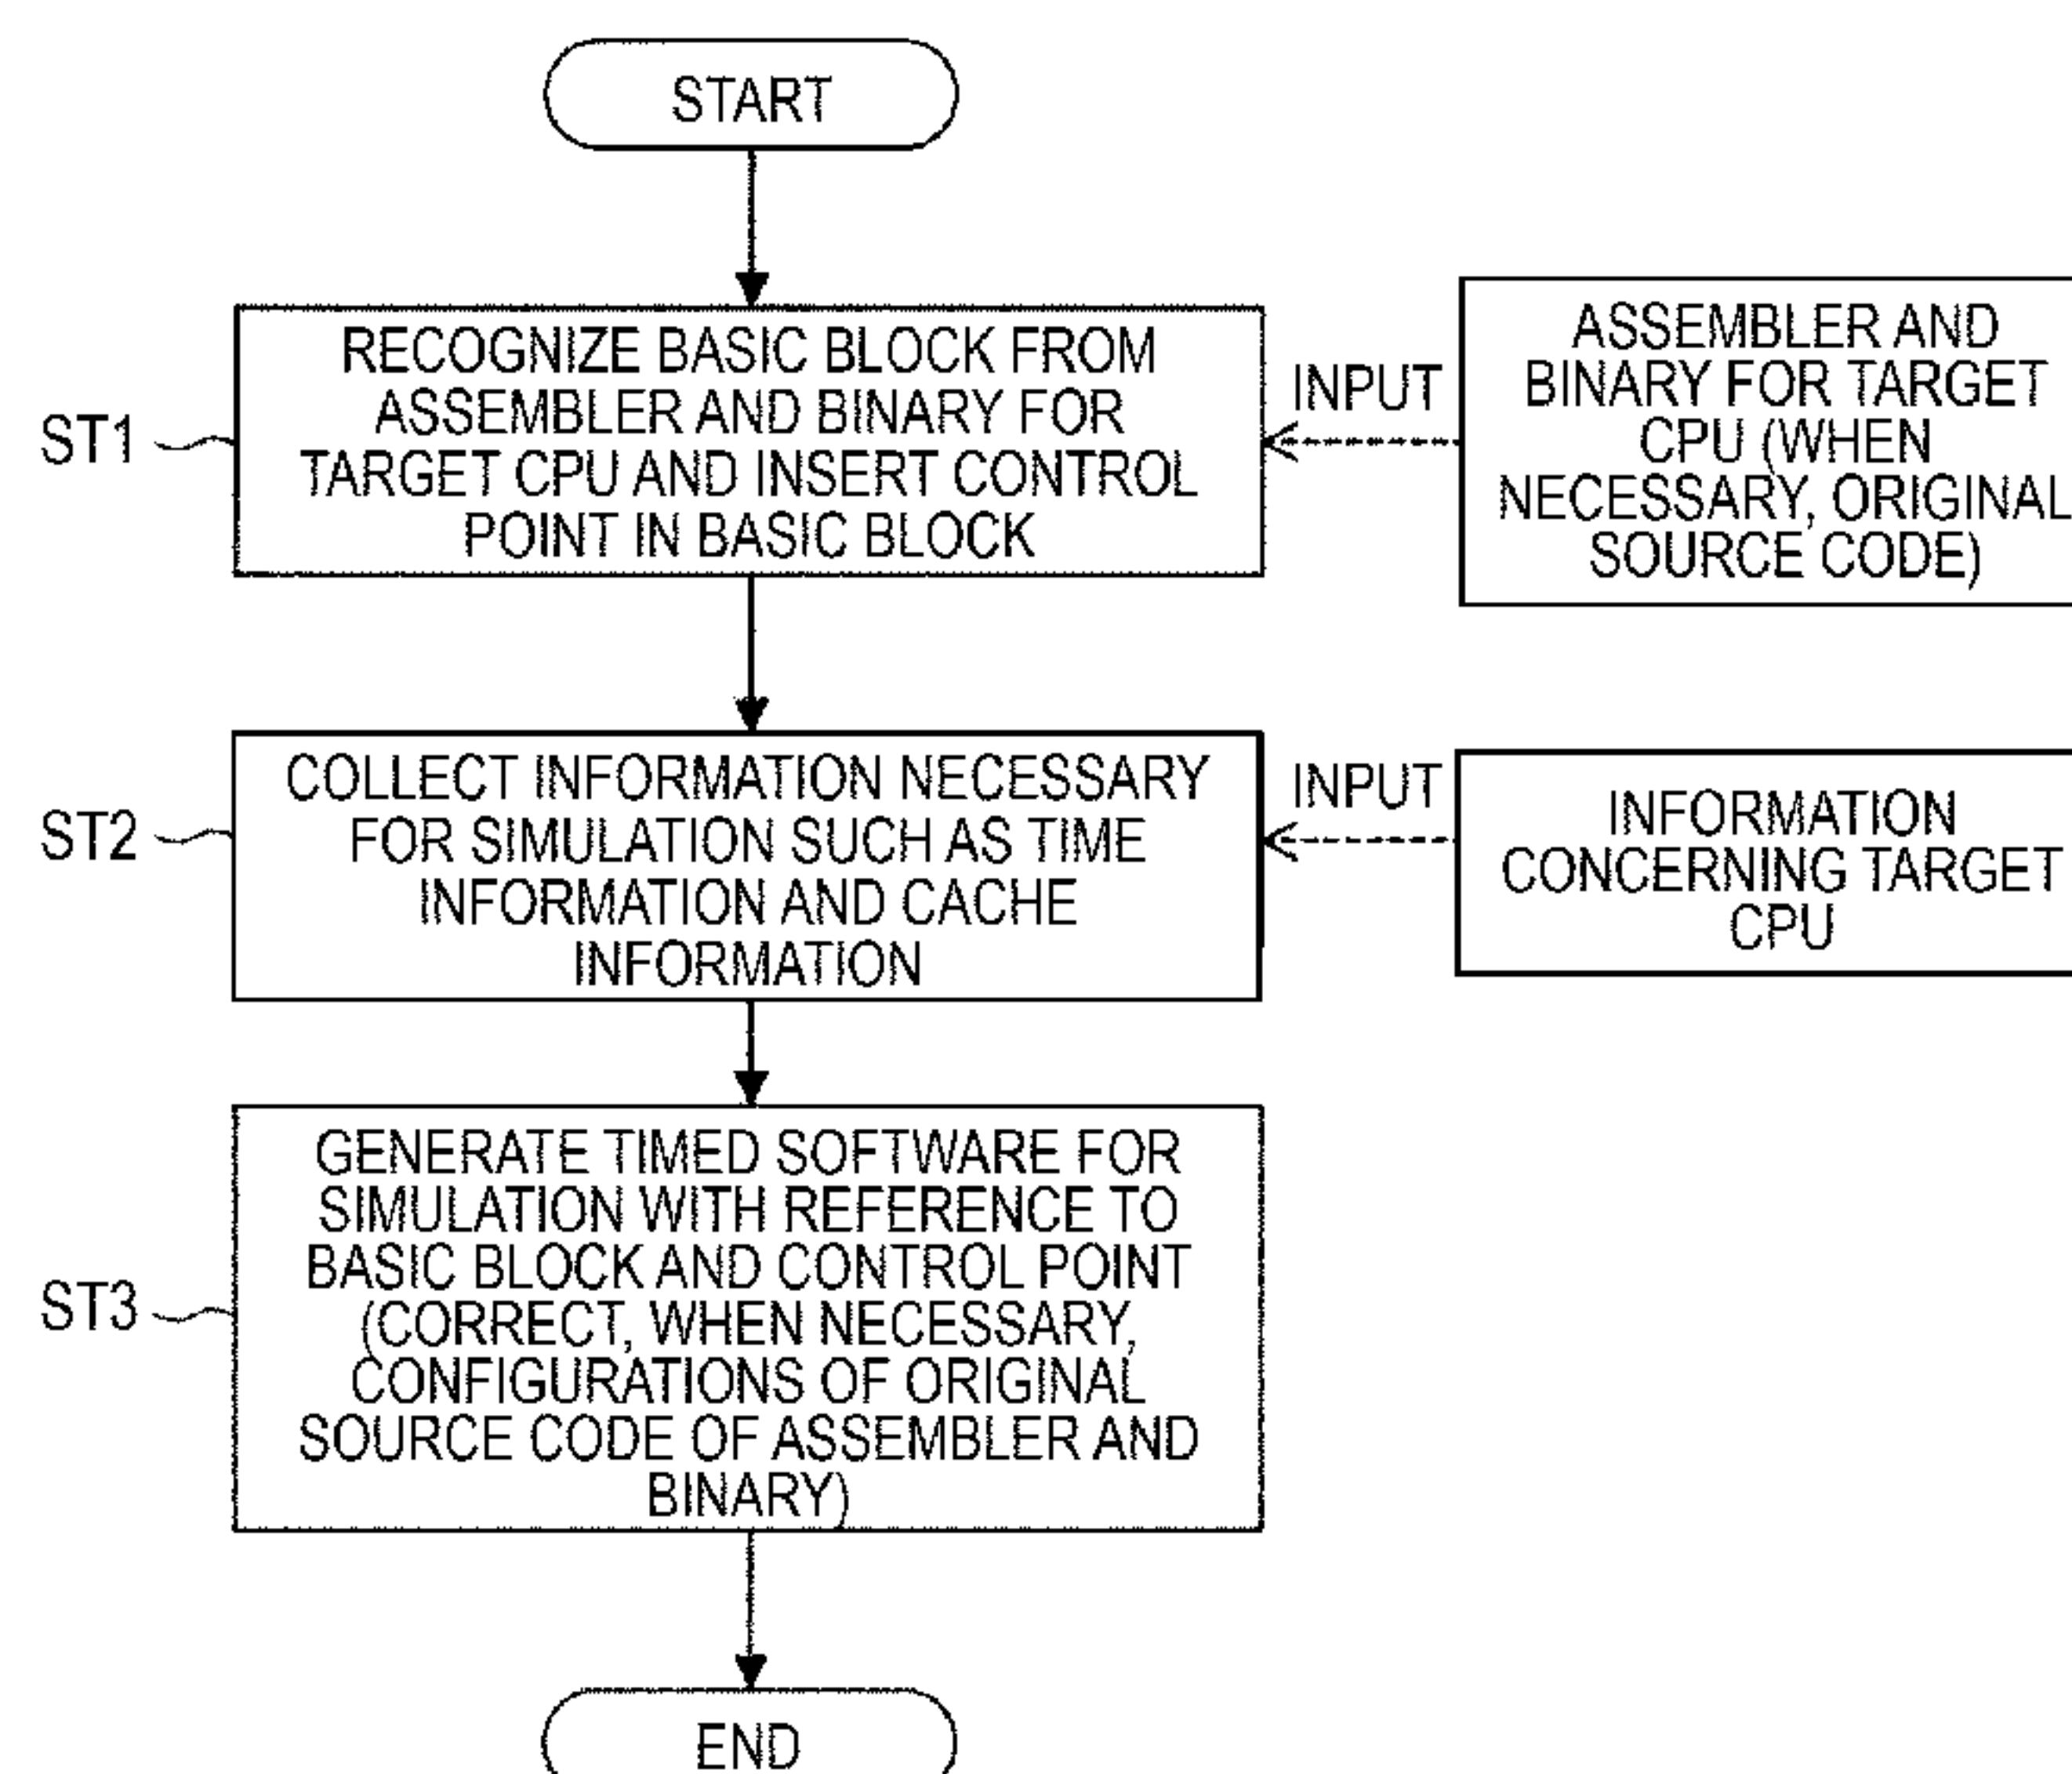 START
RECOGNIZE BASIC BLOCK FROM
ASSEMBLER AND BINARY FOR
TARGET CPU AND INSERT CONTROL
POINT IN BASIC BLOCK
ST1
INPUT
ASSEMBLER AND
BINARY FOR TARGET
CPU (WHEN
NECESSARY, ORIGINAL
SOURCE CODE)
COLLECT INFORMATION NECESSARY
FOR SIMULATION SUCH AS TIME
INFORMATION AND CACHE
INFORMATION
ST2
INPUT
INFORMATION
CONCERNING TARGET
CPU
GENERATE TIMED SOFTWARE FOR
SIMULATION WITH REFERENCE TO
BASIC BLOCK AND CONTROL POINT
(CORRECT, WHEN NECESSARY,
CONFIGURATIONS OF ORIGINAL
SOURCE CODE OF ASSEMBLER AND
BINARY)
ST3
END